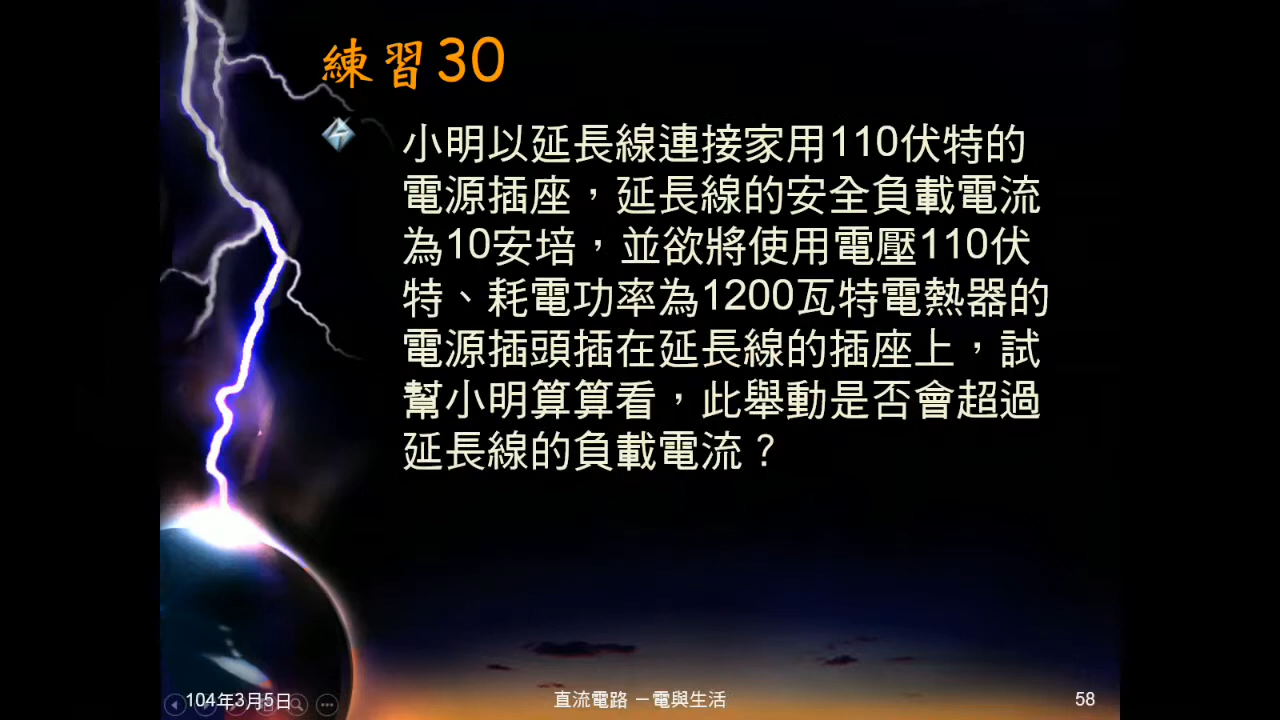 練習30
小明以延長線連接家用110伏特的
電源插座，延長線的安全負載電流
為10安培，並欲將使用電壓110伏
特、耗電功率為1200瓦特電熱器的
電源插頭插在延長線的插座上，試
幫小明算算看，此舉動是否會超過
延長線的負載電流？
104年3月5日
直流電路 －電與生活
58